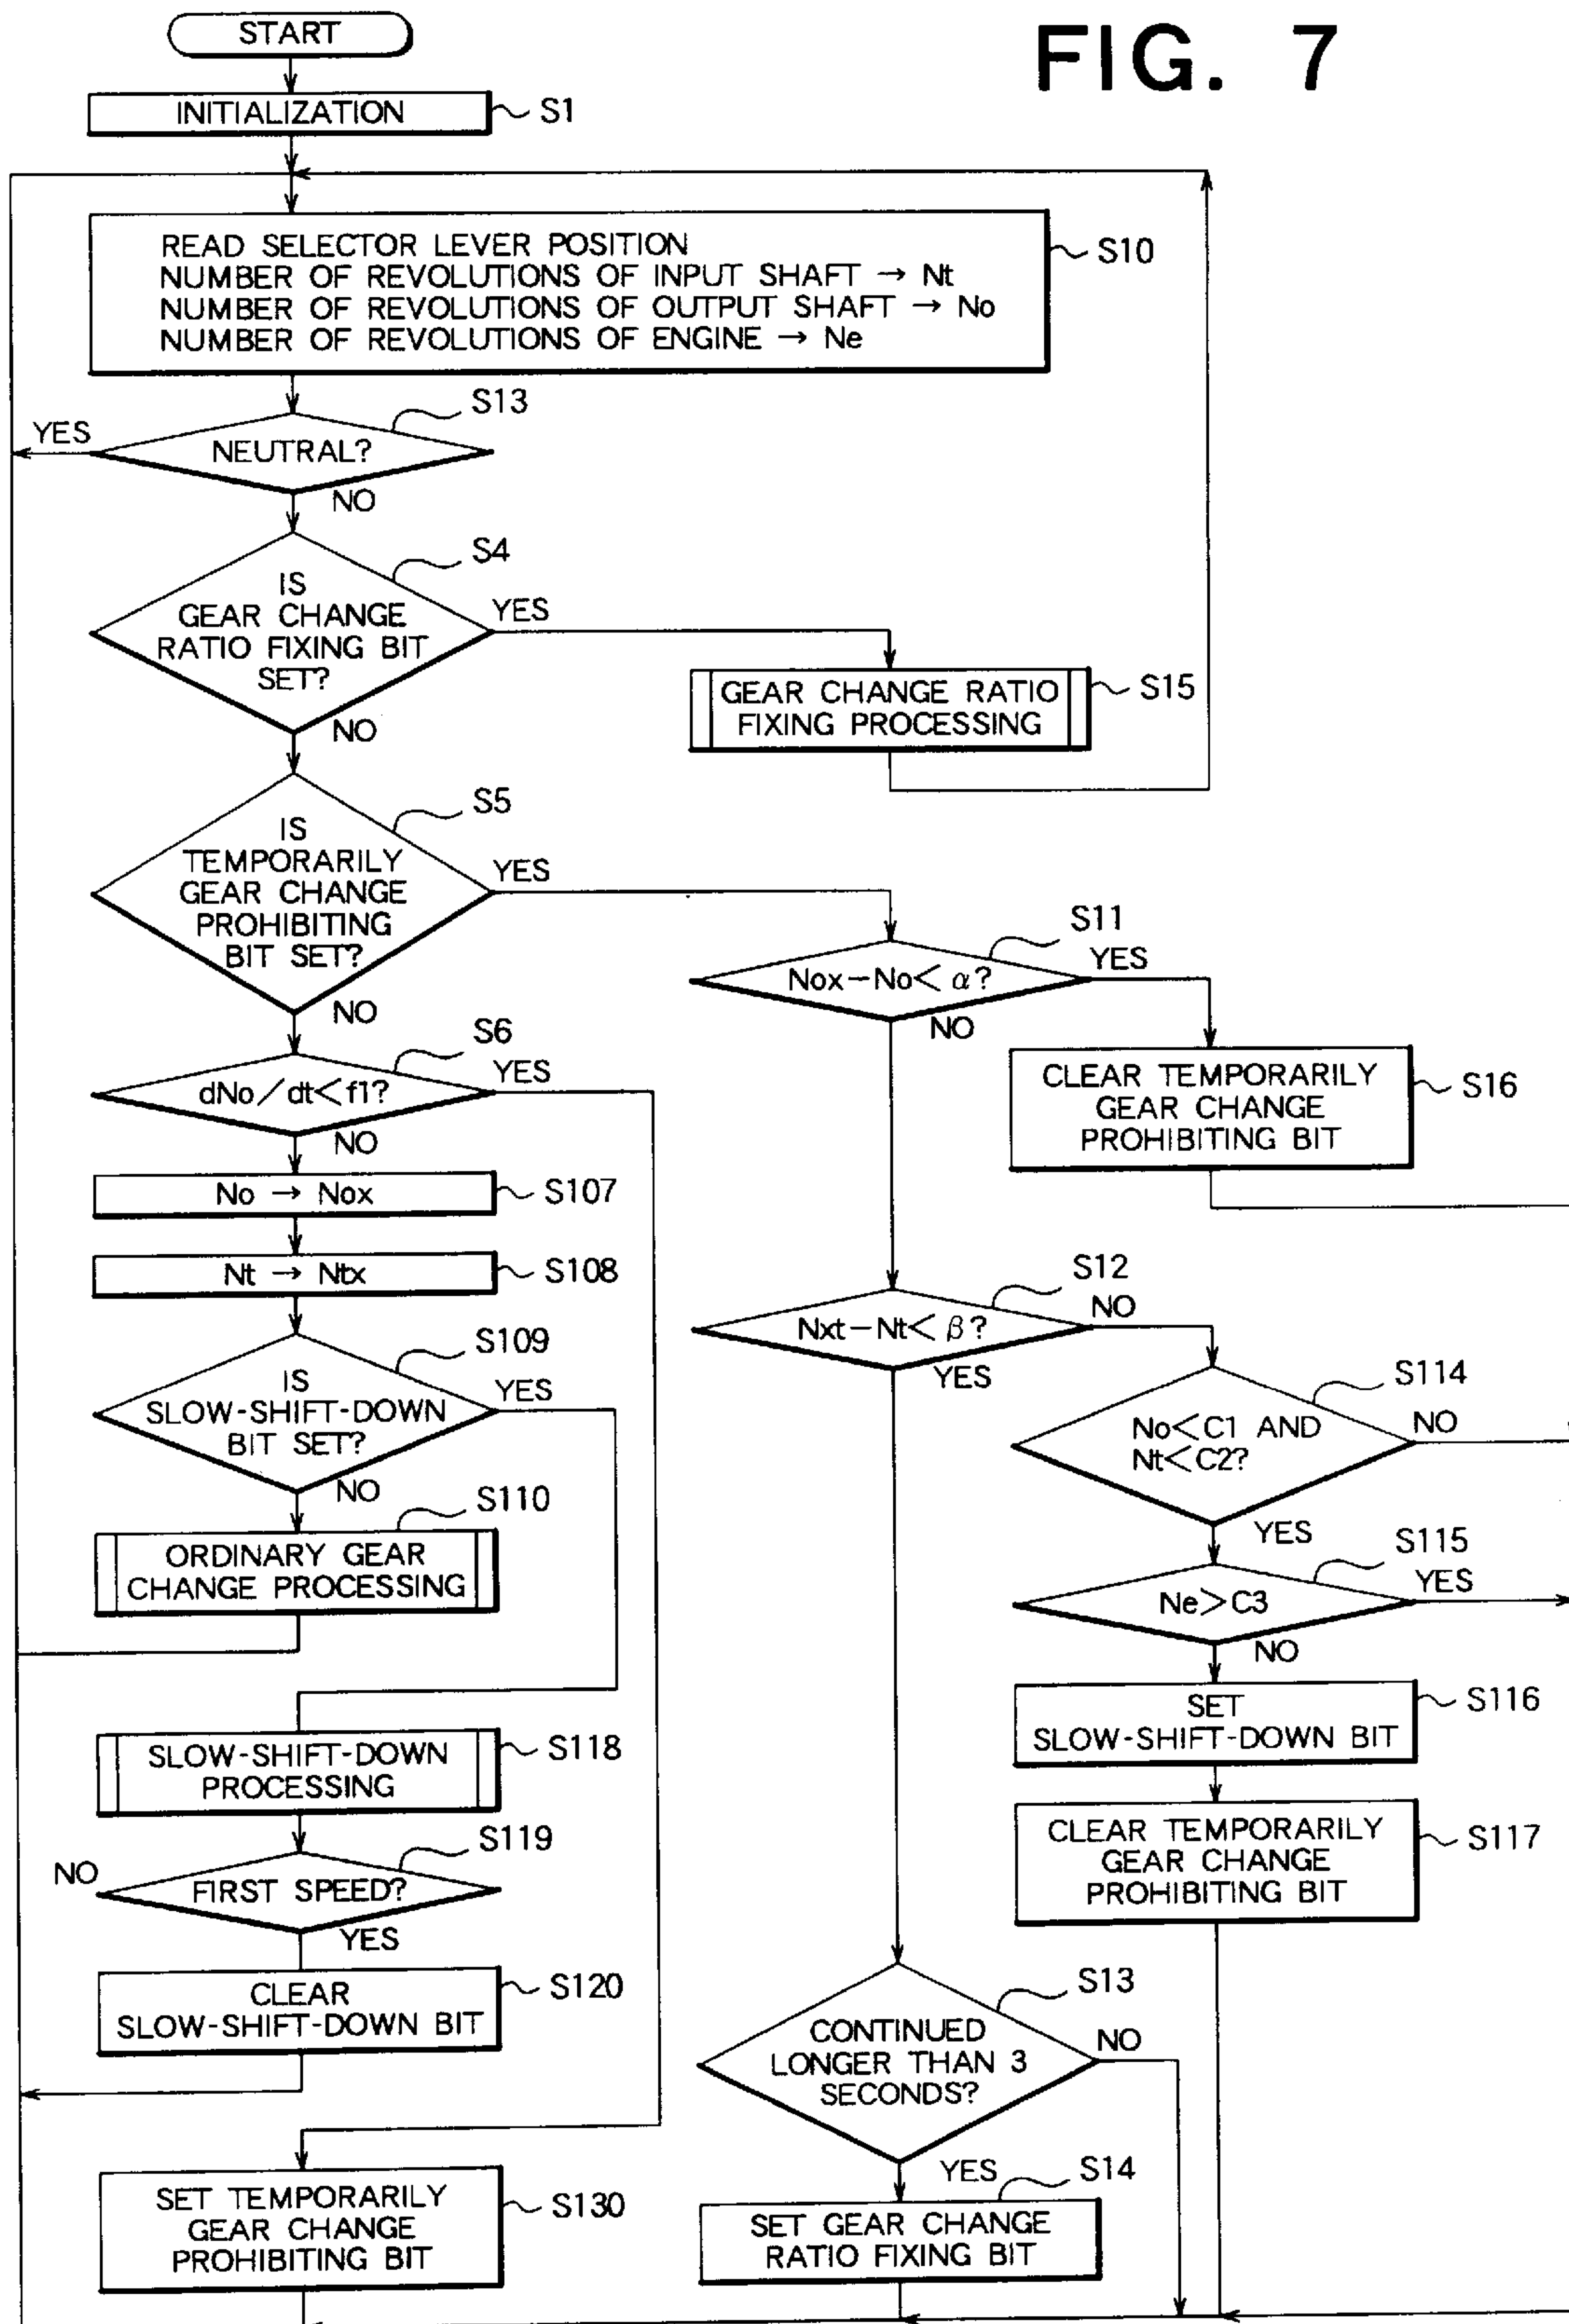 FIG. 7
START
INITIALIZATION
S1
READ SELECTOR LEVER POSITION
NUMBER OF REVOLUTIONS OF INPUT SHAFT → Nt
NUMBER OF REVOLUTIONS OF OUTPUT SHAFT → No
NUMBER OF REVOLUTIONS OF ENGINE → Ne
S10
S13
YES
NEUTRAL?
NO
S4
IS
GEAR CHANGE
RATIO FIXING BIT
SET?
YES
NO
GEAR CHANGE RATIO
FIXING PROCESSING
S15
S5
IS
TEMPORARILY
GEAR CHANGE
PROHIBITING
BIT SET?
YES
NO
S11
Nox−No< α?
YES
NO
CLEAR TEMPORARILY
GEAR CHANGE
PROHIBITING BIT
S16
S6
dNo/dt<f1?
YES
NO
No → Nox
S107
Nt → Ntx
S108
S12
Nxt−Nt< β?
NO
YES
S109
IS
SLOW-SHIFT-DOWN
BIT SET?
YES
NO
S114
No<C1 AND
Nt<C2?
NO
YES
S110
ORDINARY GEAR
CHANGE PROCESSING
S115
Ne>C3
YES
NO
SET
SLOW-SHIFT-DOWN BIT
S116
SLOW-SHIFT-DOWN
PROCESSING
S118
CLEAR TEMPORARILY
GEAR CHANGE
PROHIBITING BIT
S117
S119
NO
FIRST SPEED?
YES
CLEAR
SLOW-SHIFT-DOWN BIT
S120
S13
CONTINUED
LONGER THAN 3
SECONDS?
NO
YES
S14
SET GEAR CHANGE
RATIO FIXING BIT
SET TEMPORARILY
GEAR CHANGE
PROHIBITING BIT
S130